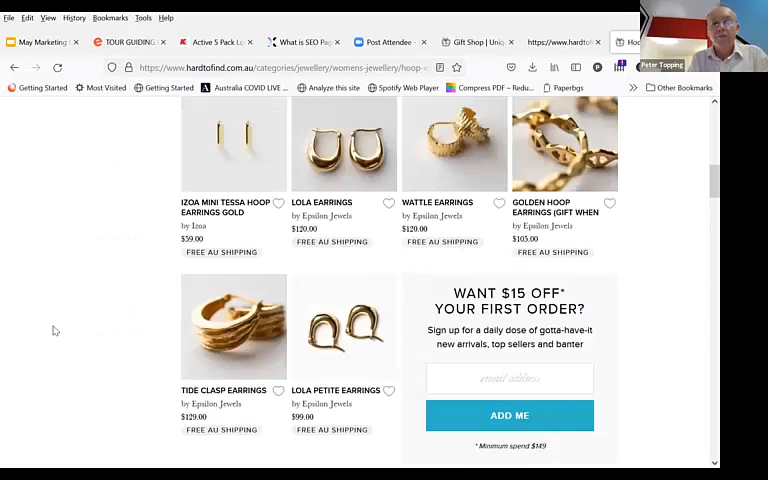 File Edit View History Bookmarks Tools Help
May Marketing
TOUR GUIDING
Active 5 Pack Lo
What is SEO Pag
Post Attendee -
Gift Shop | Uniq
https://www.hardtof
Ho
https://www.hardtofind.com.au/categories/jewellery/womens-jewellery/hoop-e
Peter Topping
Getting Started
Most Visited
Getting Started
Australia COVID LIVE ...
Analyze this site
Spotify Web Player
Compress PDF – Redu...
Paperbgs
Other Bookmarks
IZOA MINI TESSA HOOP
EARRINGS GOLD
by Izoa
$59.00
FREE AU SHIPPING
LOLA EARRINGS
by Epsilon Jewels
$120.00
FREE AU SHIPPING
WATTLE EARRINGS
by Epsilon Jewels
$120.00
FREE AU SHIPPING
GOLDEN HOOP
EARRINGS (GIFT WHEN
by Epsilon Jewels
$105.00
FREE AU SHIPPING
TIDE CLASP EARRINGS
by Epsilon Jewels
$129.00
FREE AU SHIPPING
LOLA PETITE EARRINGS
by Epsilon Jewels
$99.00
FREE AU SHIPPING
WANT $15 OFF*
YOUR FIRST ORDER?
Sign up for a daily dose of gotta-have-it
new arrivals, top sellers and banter
email address
ADD ME
* Minimum spend $149